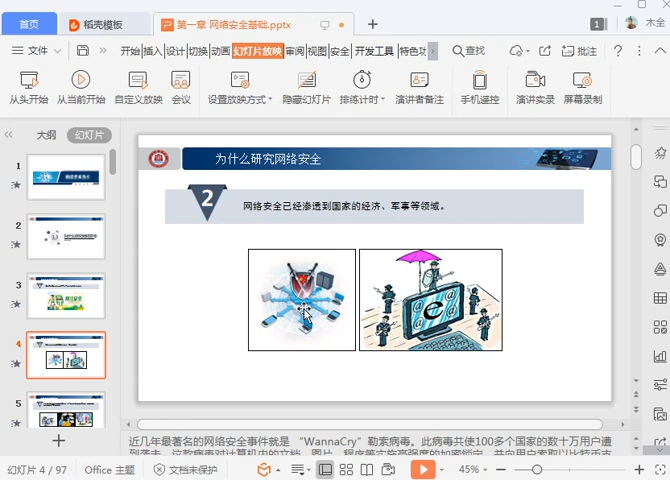 首页
稻壳模板
第一章 网络安全基础.pptx
1
木全
文件
开始
插入
设计
切换
动画
幻灯片放映
审阅
视图
安全
开发工具
特色功
查找
批注
从头开始
从当前开始
自定义放映
会议
设置放映方式
隐藏幻灯片
排练计时
演讲者备注
手机遥控
演讲实录
屏幕录制
大纲
幻灯片
1
2
3
4
5
为什么研究网络安全
2
网络安全已经渗透到国家的经济、军事等领域。
@
@
e
@
@
近几年最著名的网络安全事件就是 “WannaCry”勒索病毒。此病毒共使100多个国家的数十万用户遭
幻灯片 4 / 97
Office 主题
文档未保护
45%